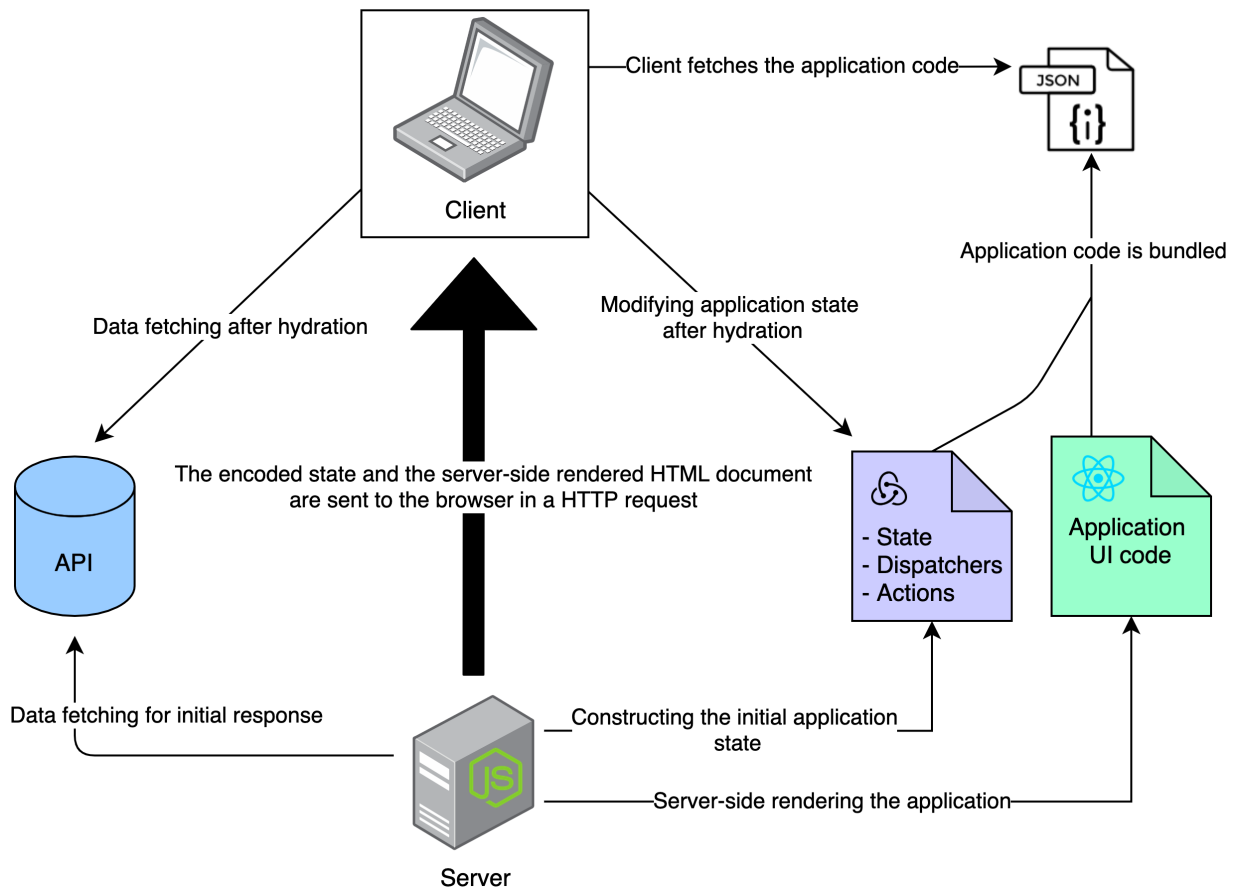 Client fetches the application code
JSON
{i}
Client
Application code is bundled
Modifying application state
after hydration
Data fetching after hydration
The encoded state and the server-side rendered HTML document
are sent to the browser in a HTTP request
API
- State
- Dispatchers
- Actions
Application
UI code
Data fetching for initial response
Constructing the initial application
state
JS
Server-side rendering the application
Server